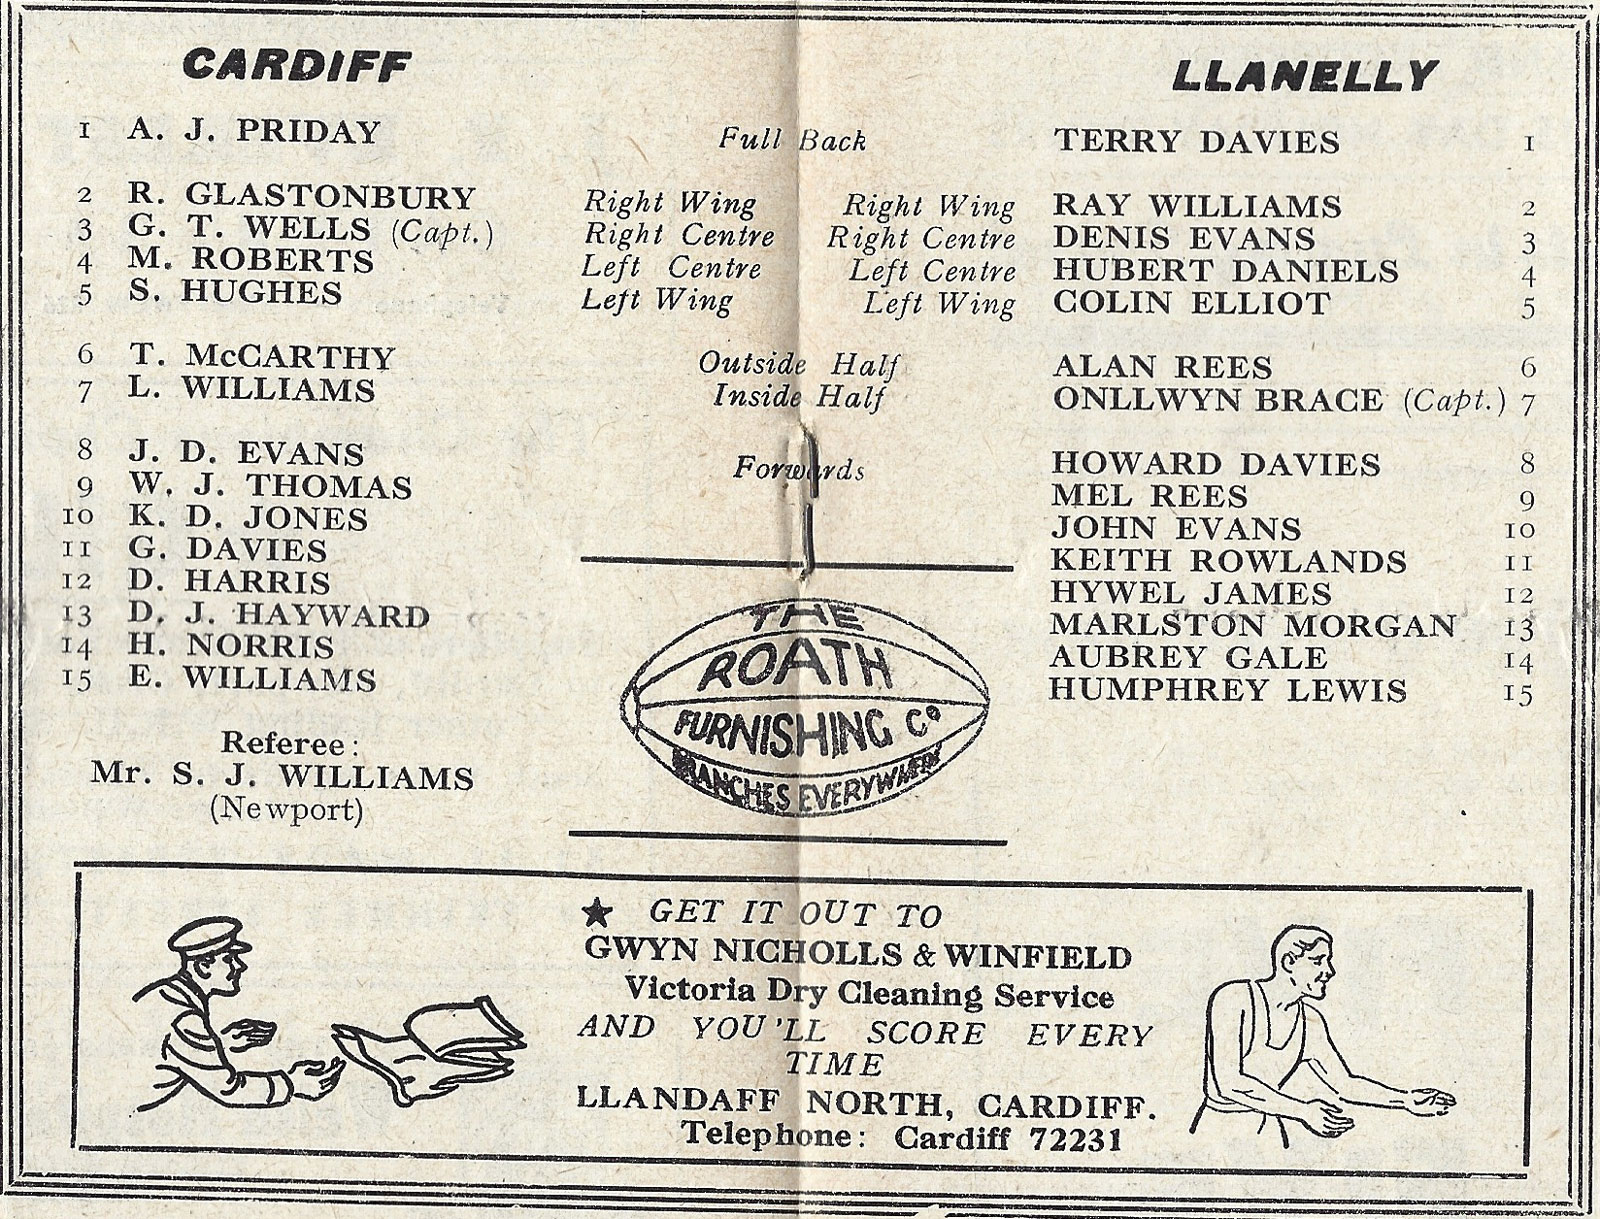 CARDIFF
LLANELLY
1 A. J. PRIDAY Full Back TERRY DAVIES 1
2 R. GLASTONBURY Right Wing Right Wing RAY WILLIAMS 2
3 G. T. WELLS (Capt.) Right Centre Right Centre DENIS EVANS 3
4 M. ROBERTS Left Centre Left Centre HUBERT DANIELS 4
5 S. HUGHES Left Wing Left Wing COLIN ELLIOT 5
6 T. McCARTHY Outside Half ALAN REES 6
7 L. WILLIAMS Inside Half ONLLWYN BRACE (Capt.) 7
8 J. D. EVANS Forwards HOWARD DAVIES 8
9 W. J. THOMAS MEL REES 9
10 K. D. JONES JOHN EVANS 10
11 G. DAVIES KEITH ROWLANDS 11
12 D. HARRIS HYWEL JAMES 12
13 D. J. HAYWARD MARLSTON MORGAN 13
14 H. NORRIS AUBREY GALE 14
15 E. WILLIAMS HUMPHREY LEWIS 15
Referee:
Mr. S. J. WILLIAMS
(Newport)
THE
ROATH
FURNISHING Co
BRANCHES EVERYWHERE
★ GET IT OUT TO
GWYN NICHOLLS & WINFIELD
Victoria Dry Cleaning Service
AND YOU'LL SCORE EVERY
TIME
LLANDAFF NORTH, CARDIFF.
Telephone: Cardiff 72231